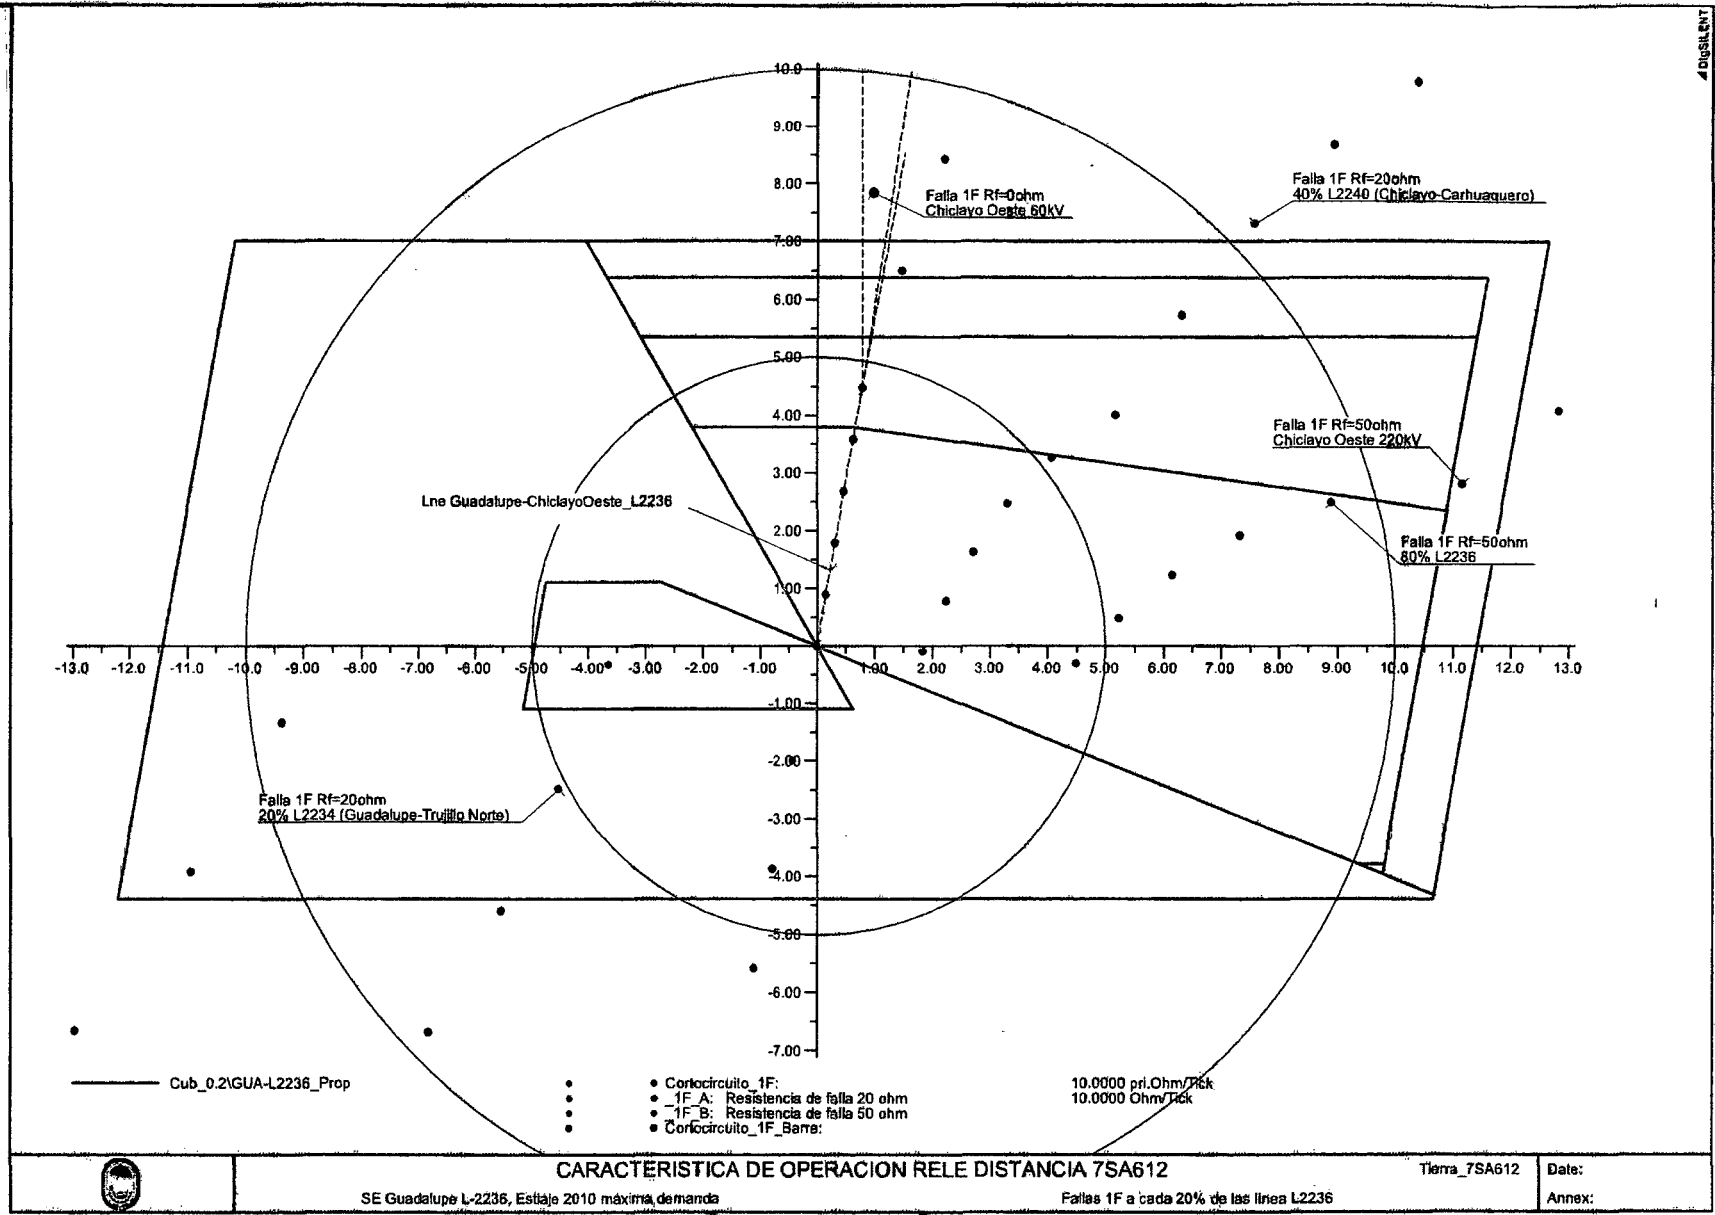 DIgSILENT
10.0
9.00
8.00
7.00
6.00
5.00
4.00
3.00
2.00
1.00
-1.00
-2.00
-3.00
-4.00
-5.00
-6.00
-7.00
-13.0 -12.0 -11.0 -10.0 -9.00 -8.00 -7.00 -6.00 -5.00 -4.00 -3.00 -2.00 -1.00 1.00 2.00 3.00 4.00 5.00 6.00 7.00 8.00 9.00 10.0 11.0 12.0 13.0
Falla 1F Rf=0ohm
Chiclayo Oeste 60kV
Falla 1F Rf=20ohm
40% L2240 (Chiclayo-Carhuaquero)
Falla 1F Rf=50ohm
Chiclayo Oeste 220kV
Lne Guadalupe-ChiclayoOeste_L2236
Falla 1F Rf=50ohm
80% L2236
Falla 1F Rf=20ohm
20% L2234 (Guadalupe-Trujillo Norte)
Cub_0.2\GUA-L2236_Prop
Cortocircuito_1F:
_1F_A: Resistencia de falla 20 ohm
_1F_B: Resistencia de falla 50 ohm
Cortocircuito_1F_Barra:
10.0000 pri.Ohm/Tick
10.0000 Ohm/Tick
CARACTERISTICA DE OPERACION RELE DISTANCIA 7SA612
SE Guadalupe L-2236, Estiaje 2010 máxima demanda
Fallas 1F a cada 20% de las linea L2236
Tierra_7SA612
Date:
Annex: